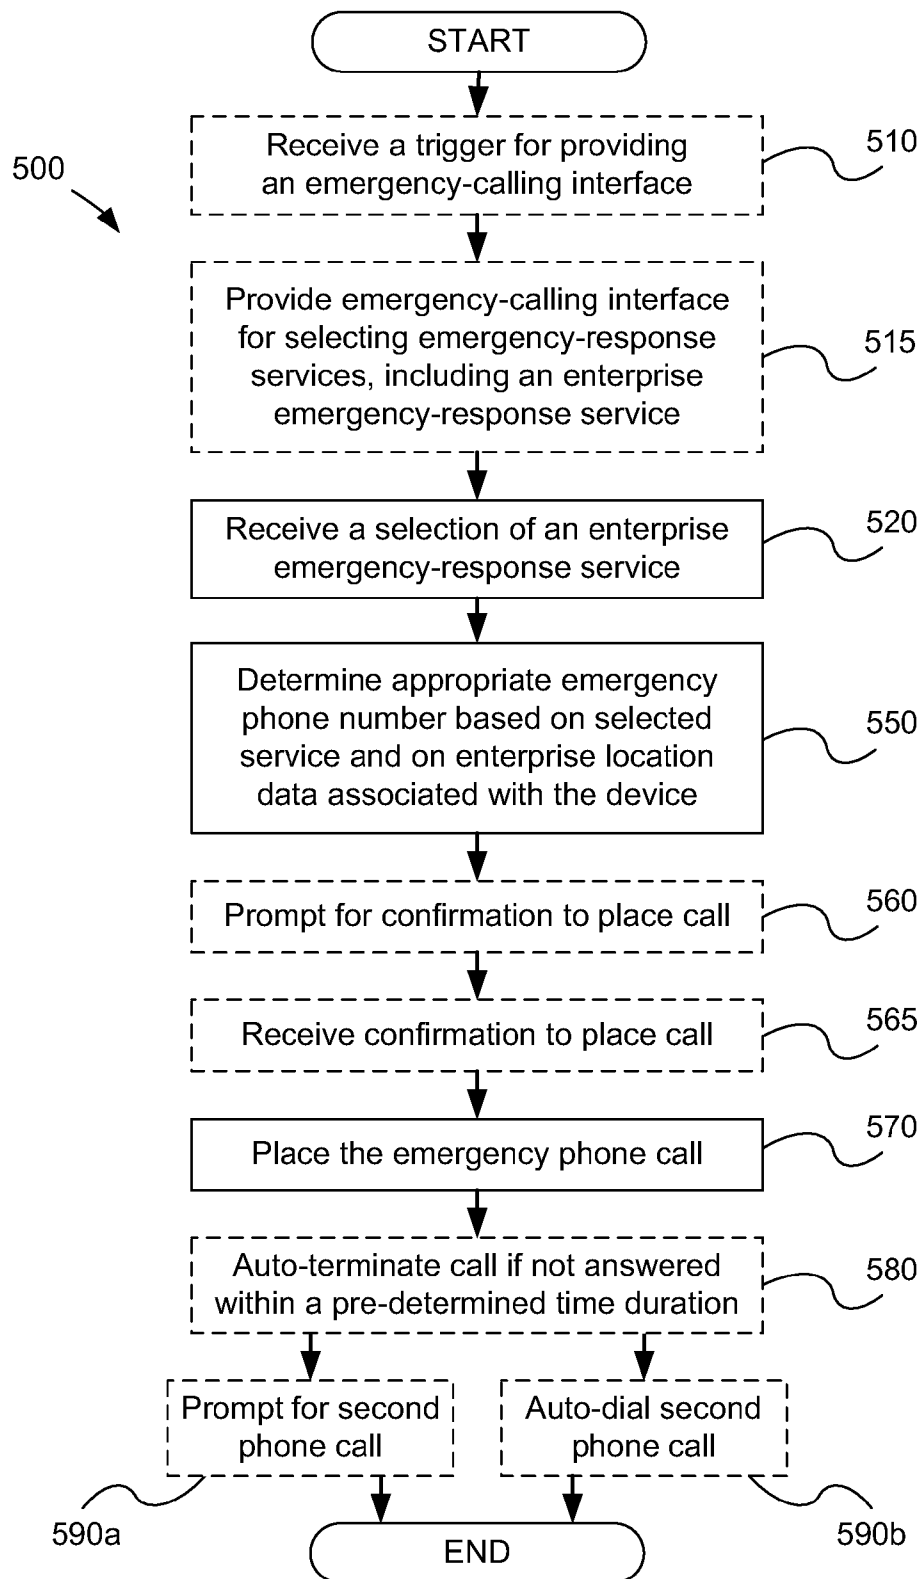 START
500
Receive a trigger for providing
an emergency-calling interface
510
Provide emergency-calling interface
for selecting emergency-response
services, including an enterprise
emergency-response service
515
Receive a selection of an enterprise
emergency-response service
520
Determine appropriate emergency
phone number based on selected
service and on enterprise location
data associated with the device
550
Prompt for confirmation to place call
560
Receive confirmation to place call
565
Place the emergency phone call
570
Auto-terminate call if not answered
within a pre-determined time duration
580
Prompt for second
phone call
590a
Auto-dial second
phone call
590b
END